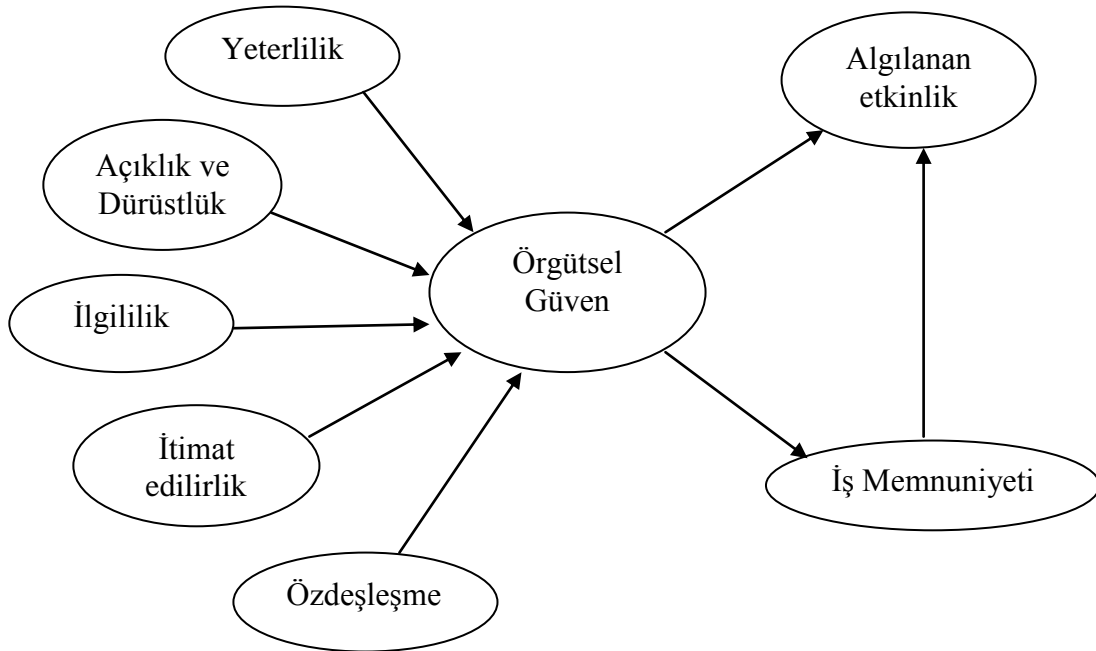 Yeterlilik
Açıklık ve
Dürüstlük
İlgililik
İtimat
edilirlik
Özdeşleşme
Örgütsel
Güven
Algılanan
etkinlik
İş Memnuniyeti